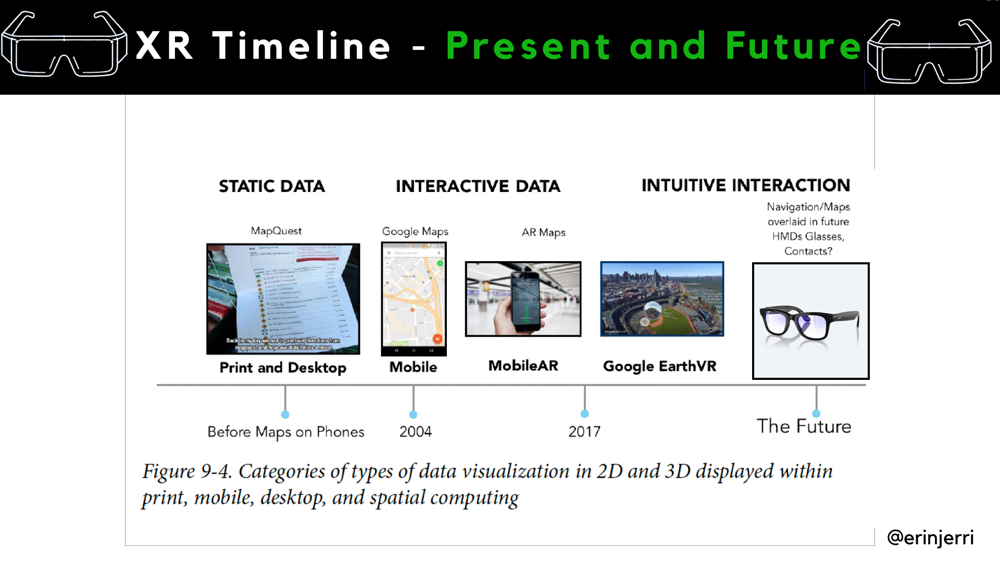 XR Timeline - Present and Future
STATIC DATA
INTERACTIVE DATA
INTUITIVE INTERACTION
MapQuest
Google Maps
AR Maps
Navigation/Maps
overlaid in future
HMDs Glasses,
Contacts?
Back in my day we had to print out directions from
mapquest and hope we didn't miss a street.
Google Earth VR
Print and Desktop
Mobile
MobileAR
Google EarthVR
Before Maps on Phones
2004
2017
The Future
Figure 9-4. Categories of types of data visualization in 2D and 3D displayed within
print, mobile, desktop, and spatial computing
@erinjerri